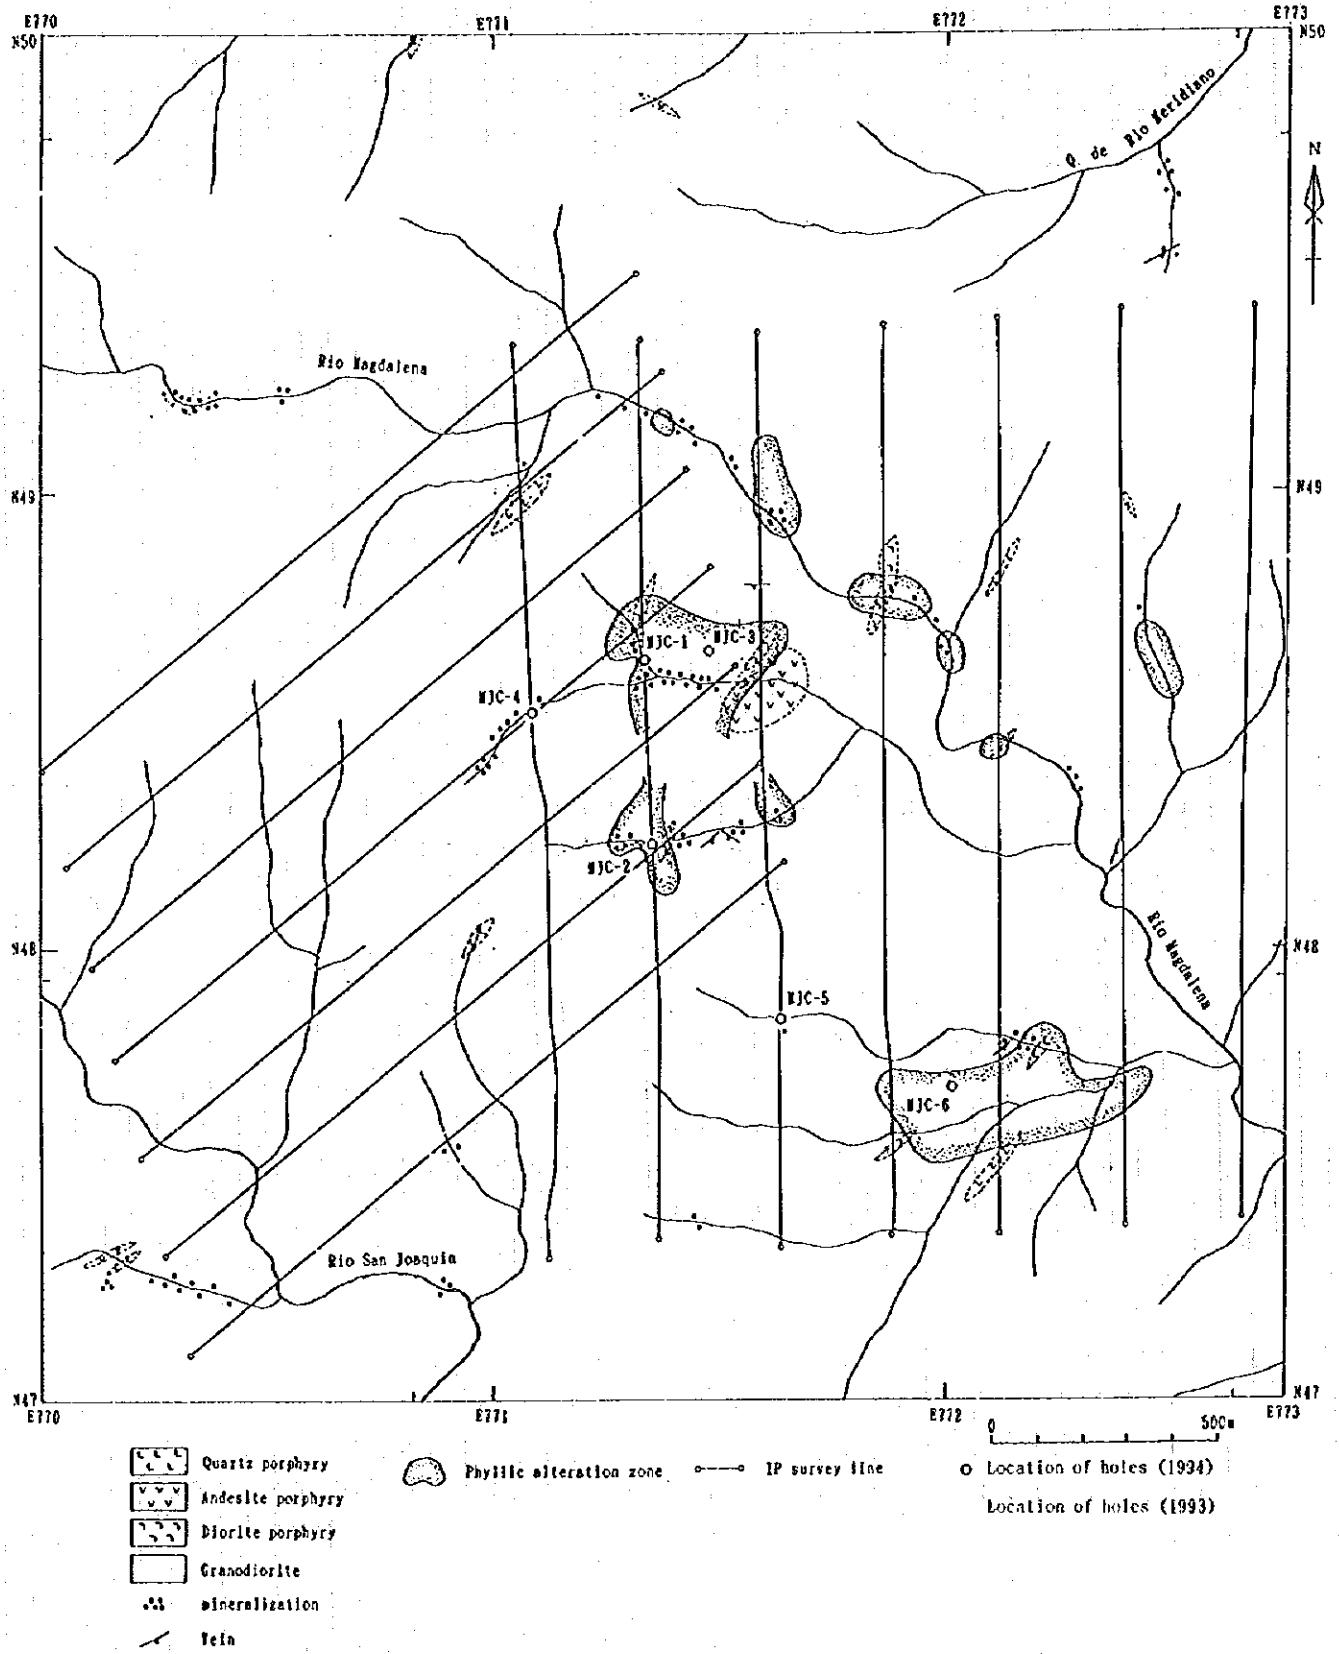 E770 E771 E772 E773
N50 N50
Q. de Rio Meridiano
N
Rio Magdalena
N49 N49
MJC-1 MJC-3
MJC-4
MJC-2
N48 N48
Rio Magdalena
MJC-5
MJC-6
Rio San Joaquin
N47 N47
E770 E771 E772 E773
0 500m
Quartz porphyry
Andesite porphyry
Diorite porphyry
Granodiorite
mineralization
Vein
Phyllic alteration zone
IP survey line
Location of holes (1994)
Location of holes (1993)